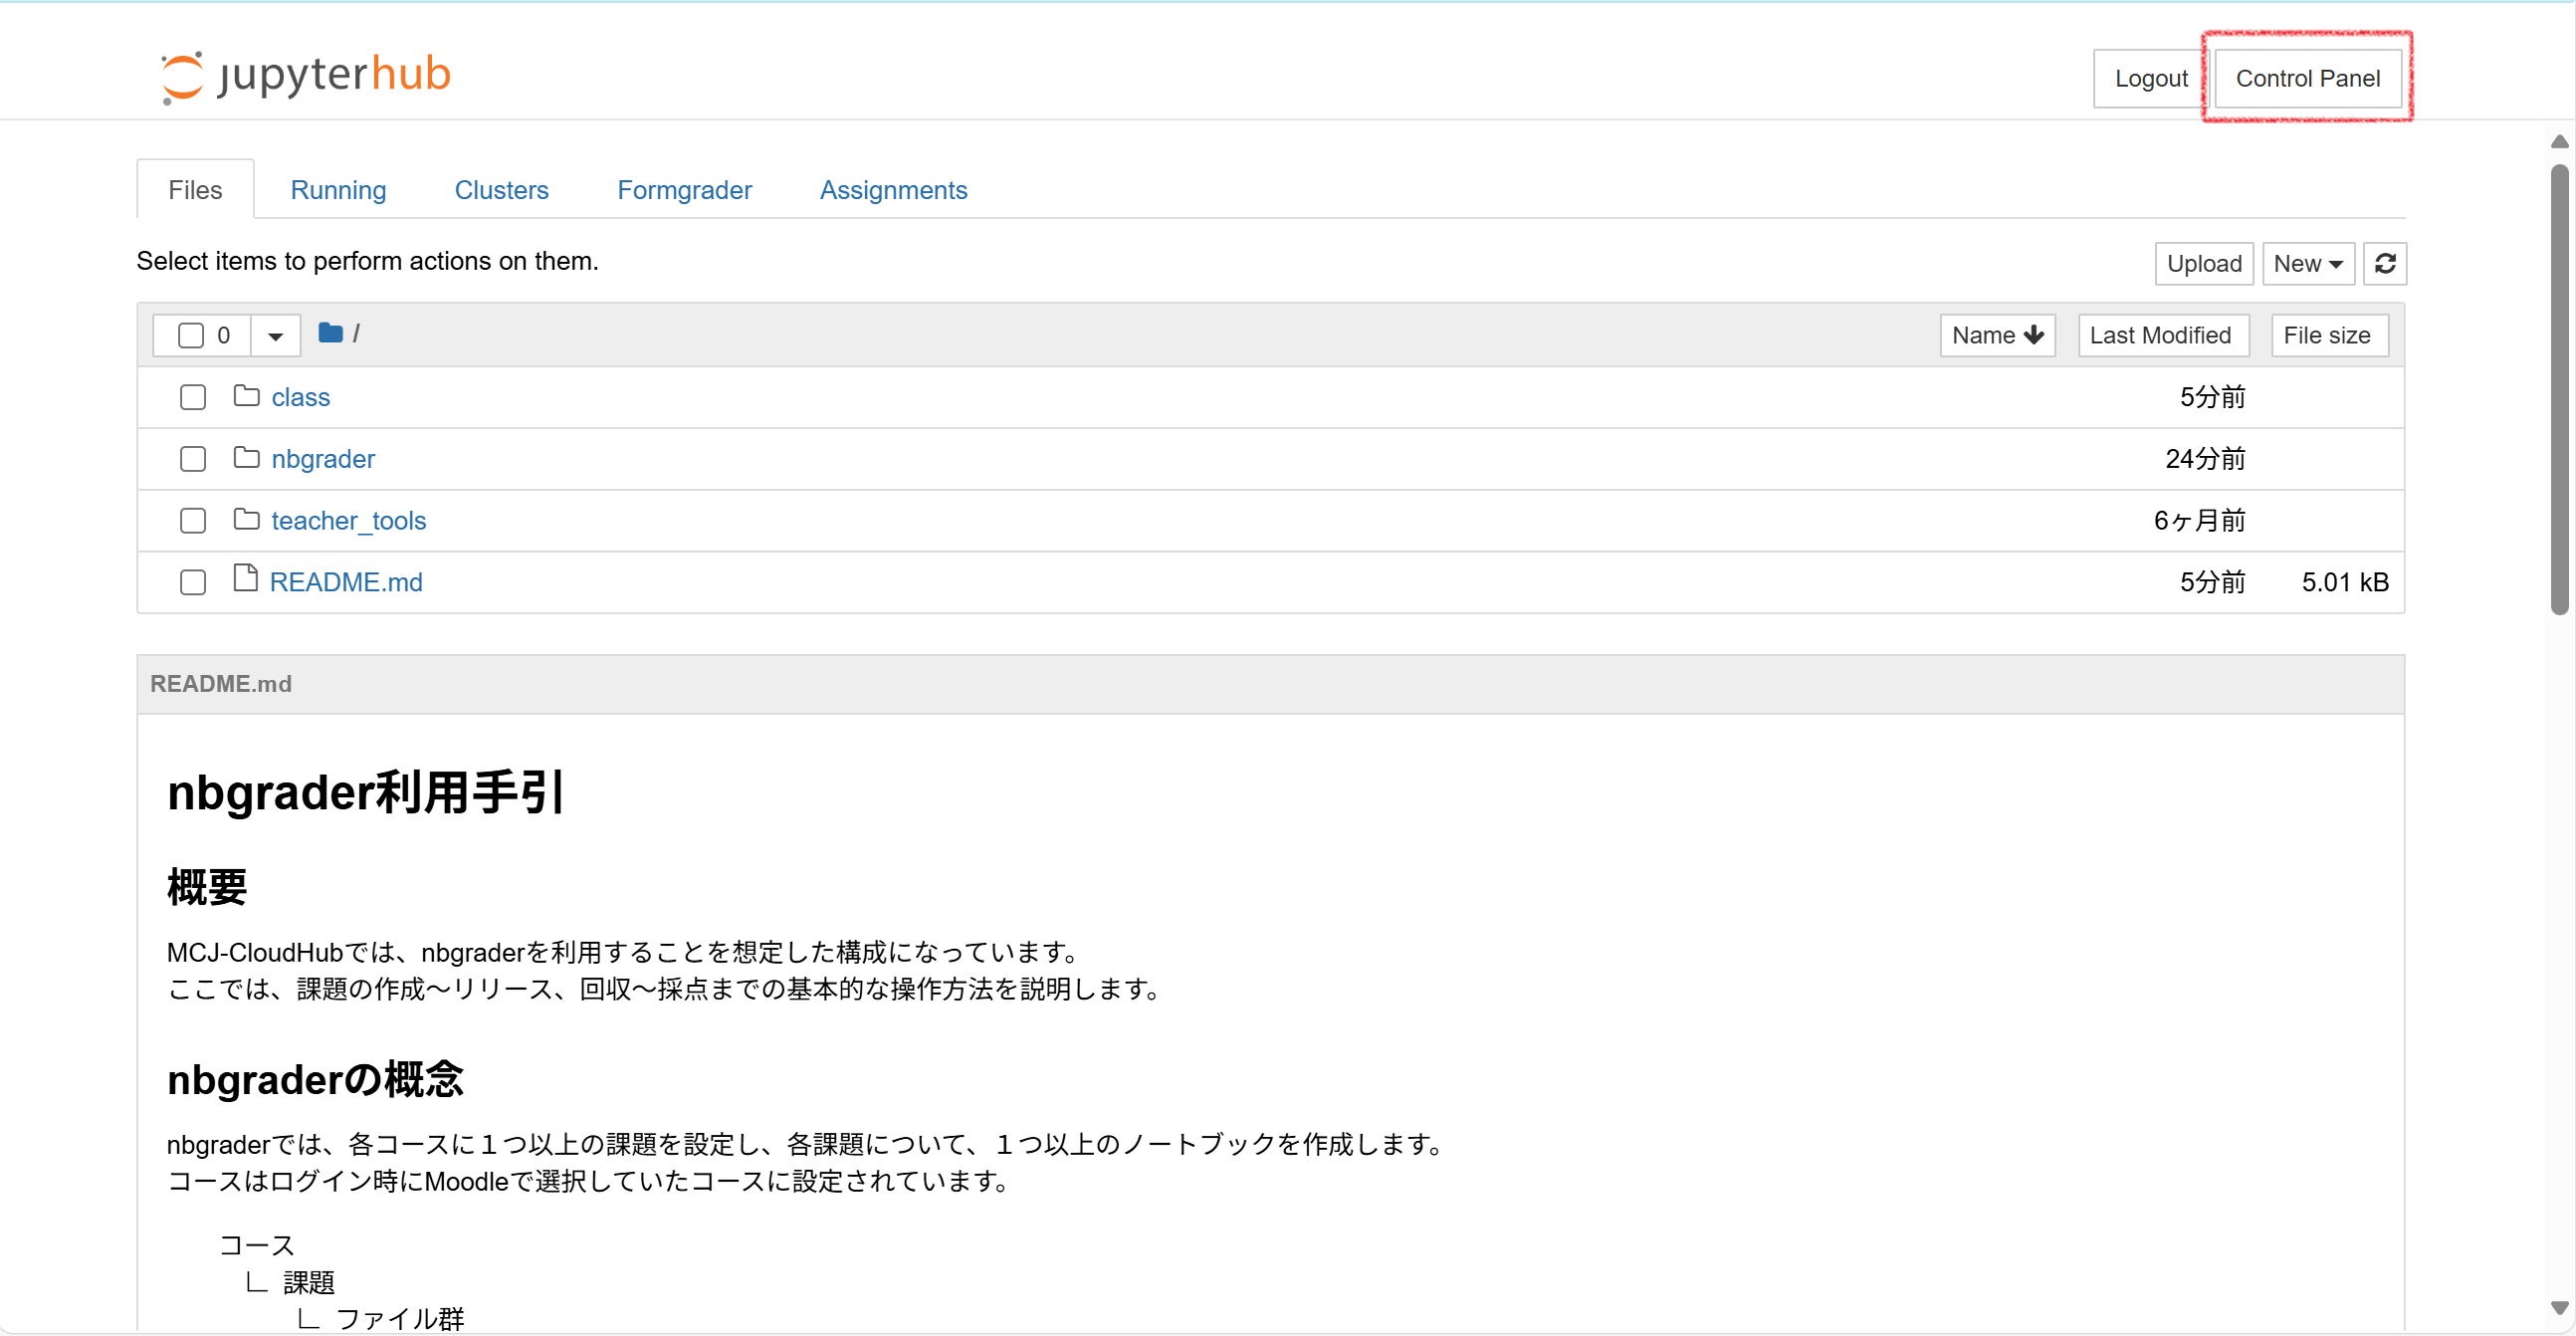 jupyterhub
Logout Control Panel
Files Running Clusters Formgrader Assignments
Select items to perform actions on them.
Upload New
0 / Name Last Modified File size
class 5分前
nbgrader 24分前
teacher_tools 6ヶ月前
README.md 5分前 5.01 kB
README.md
nbgrader利用手引
概要
MCJ-CloudHubでは、nbgraderを利用することを想定した構成になっています。
ここでは、課題の作成～リリース、回収～採点までの基本的な操作方法を説明します。
nbgraderの概念
nbgraderでは、各コースに１つ以上の課題を設定し、各課題について、１つ以上のノートブックを作成します。
コースはログイン時にMoodleで選択していたコースに設定されています。
コース
∟ 課題
∟ ファイル群